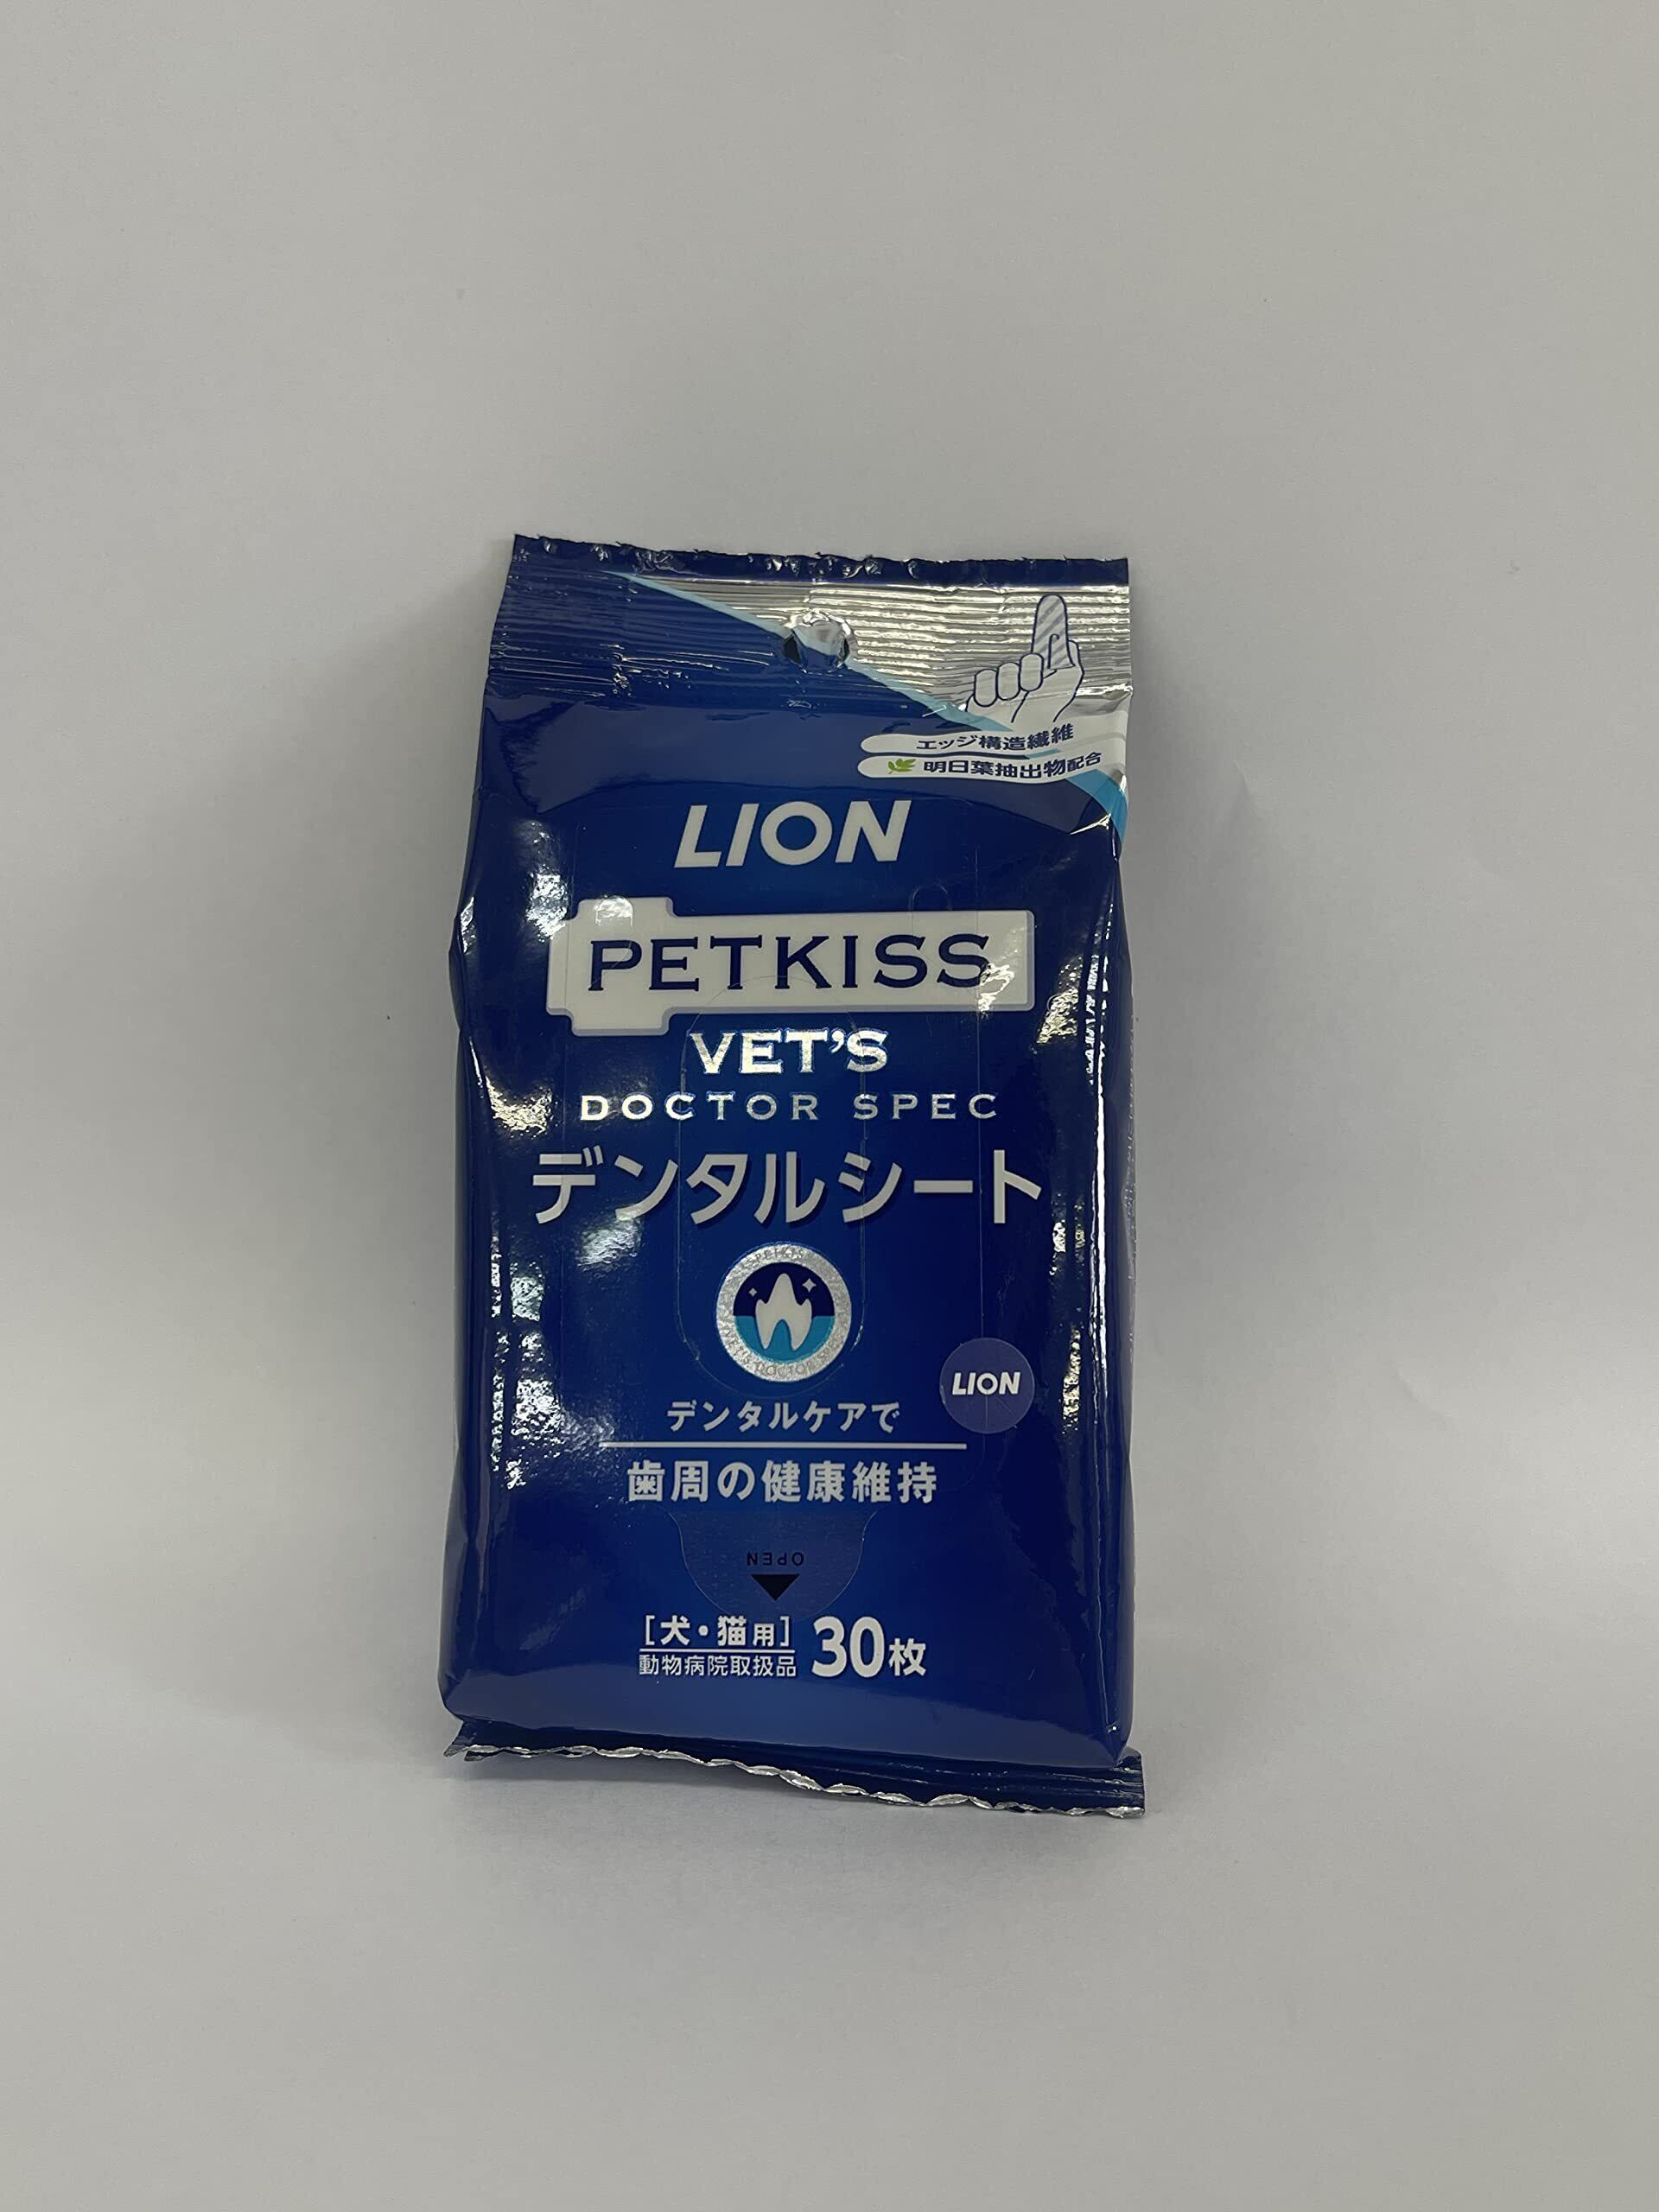 エッジ構造繊維
明日葉抽出物配合
LION
PETKISS
VET'S
DOCTOR SPEC
デンタルシート
LION
デンタルケアで
歯周の健康維持
OPEN
[犬・猫用]
動物病院取扱品
30枚